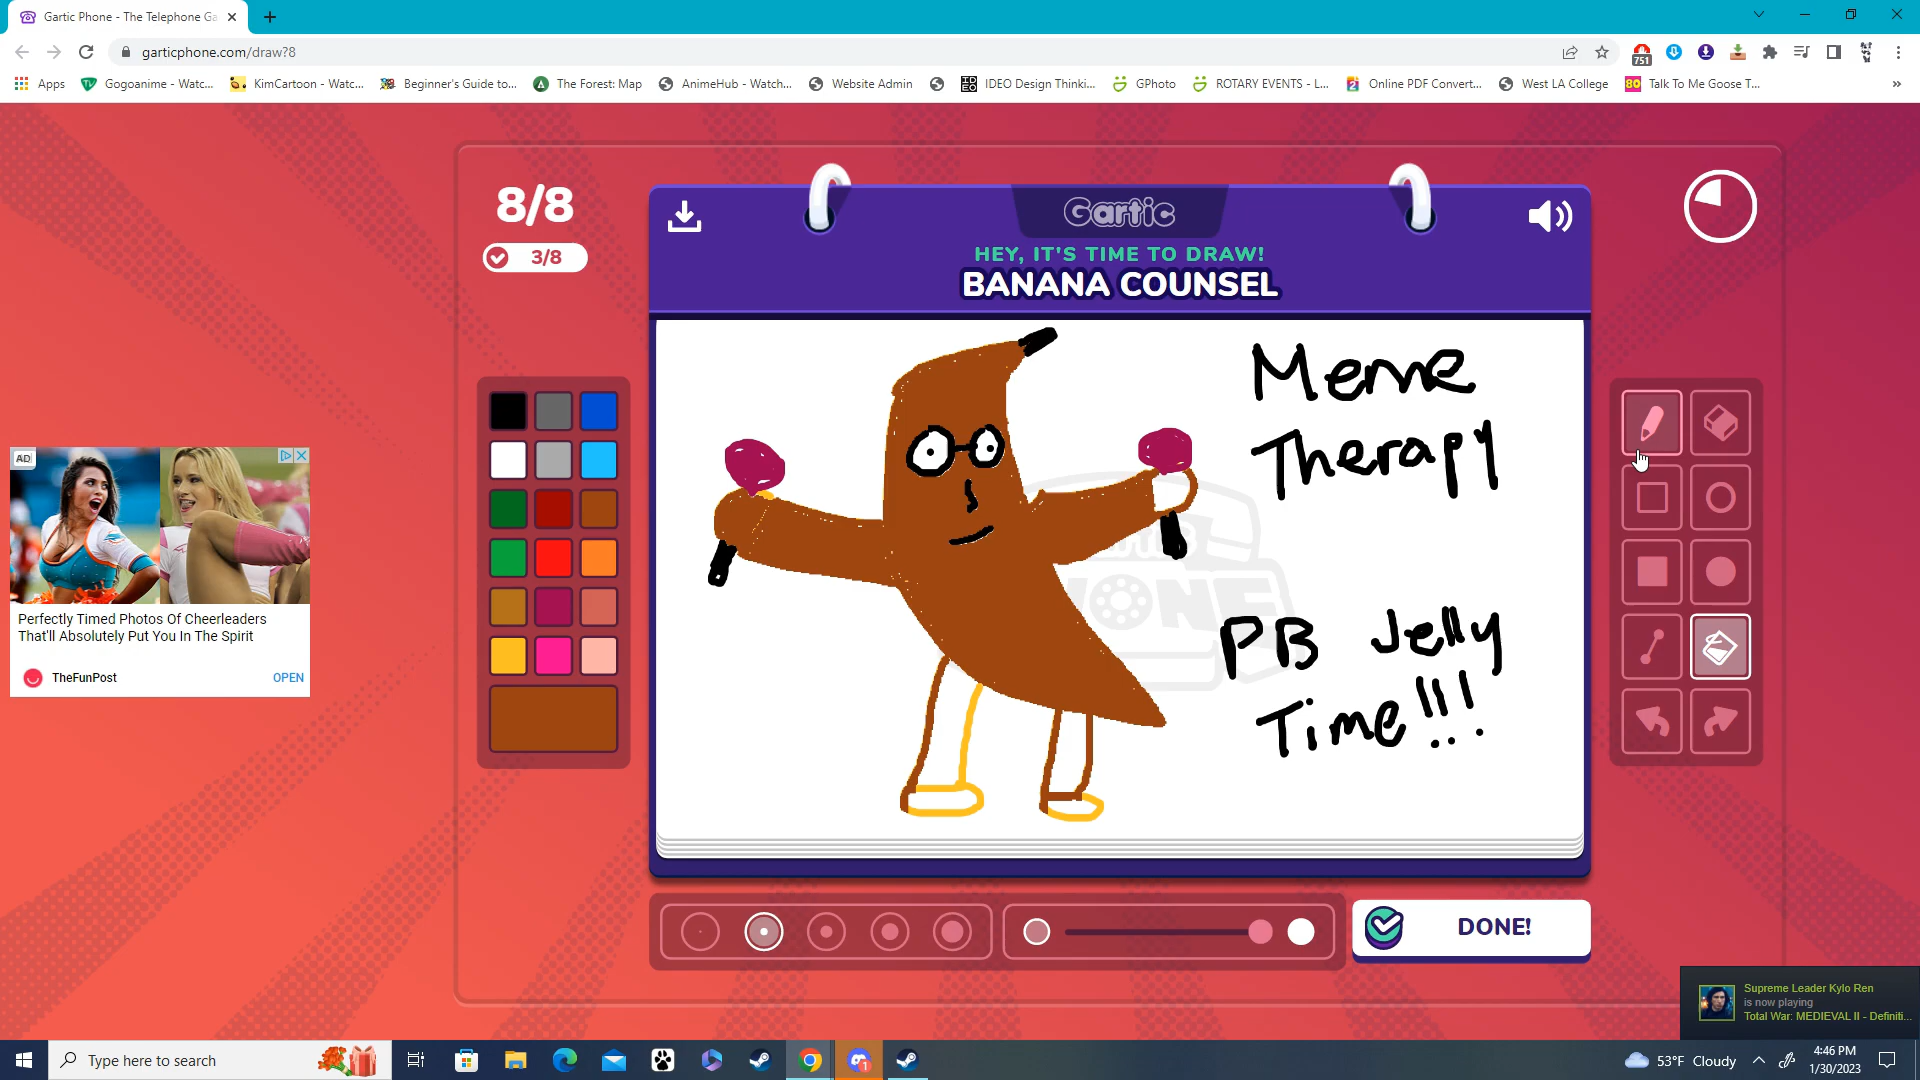 Gartic Phone - The Telephone Ga
garticphone.com/draw?8
751
Apps
Gogoanime - Watc...
KimCartoon - Watc...
Beginner's Guide to...
The Forest: Map
AnimeHub - Watch...
Website Admin
IDEO
IDEO Design Thinki...
GPhoto
ROTARY EVENTS - L...
Online PDF Convert...
West LA College
80
Talk To Me Goose T...
»
8/8
3/8
Gartic
HEY, IT'S TIME TO DRAW!
BANANA COUNSEL
Meme
Therapy
PB Jelly
Time!!!
AD
Perfectly Timed Photos Of Cheerleaders
That'll Absolutely Put You In The Spirit
TheFunPost
OPEN
DONE!
Supreme Leader Kylo Ren
is now playing
Total War: MEDIEVAL II - Definiti...
Type here to search
1
53°F Cloudy
4:46 PM
1/30/2023